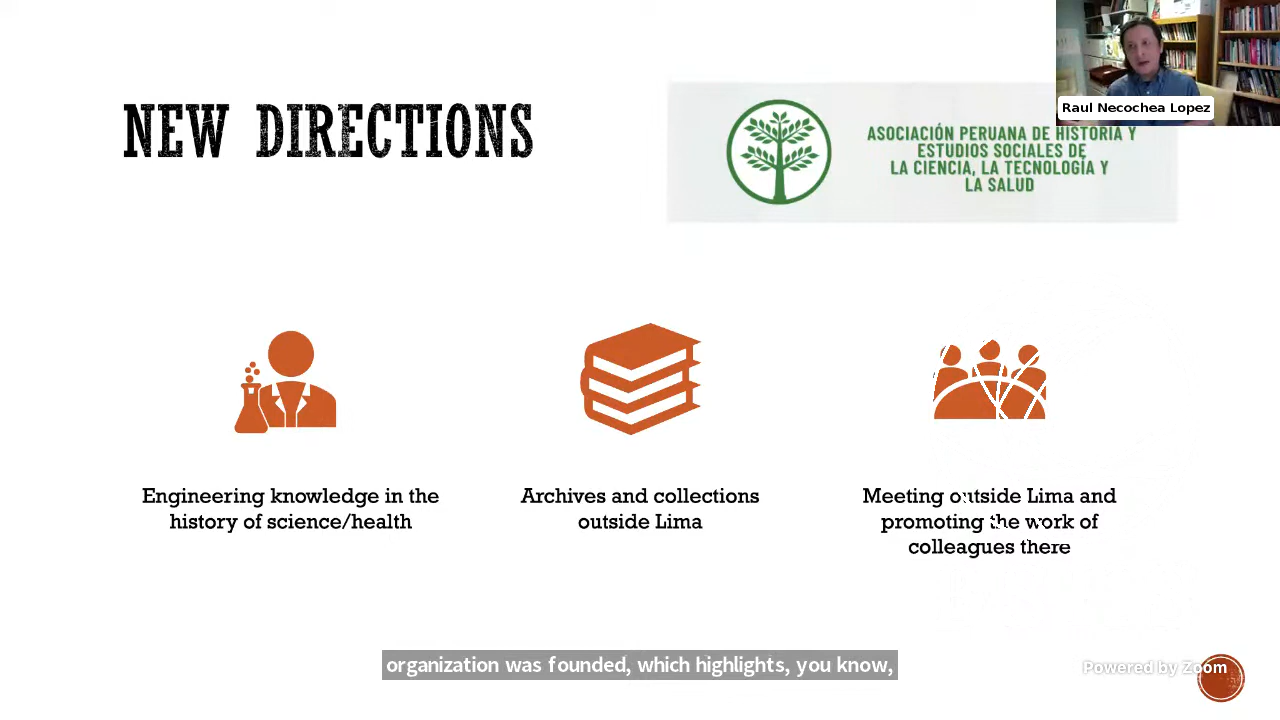 NEW DIRECTIONS
Raul Necochea Lopez
ASOCIACIÓN PERUANA DE HISTORIA Y
ESTUDIOS SOCIALES DE
LA CIENCIA, LA TECNOLOGÍA Y
LA SALUD
Engineering knowledge in the
history of science/health
Archives and collections
outside Lima
Meeting outside Lima and
promoting the work of
colleagues there
organization was founded, which highlights, you know,
Powered by Zoom